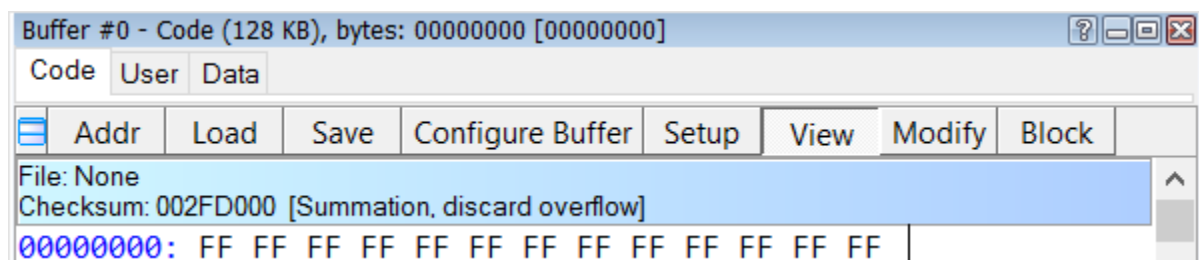 Buffer #0 - Code (128 KB), bytes: 00000000 [00000000]
Code User Data
Addr Load Save Configure Buffer Setup View Modify Block
File: None
Checksum: 002FD000 [Summation, discard overflow]
00000000: FF FF FF FF FF FF FF FF FF FF FF FF FF